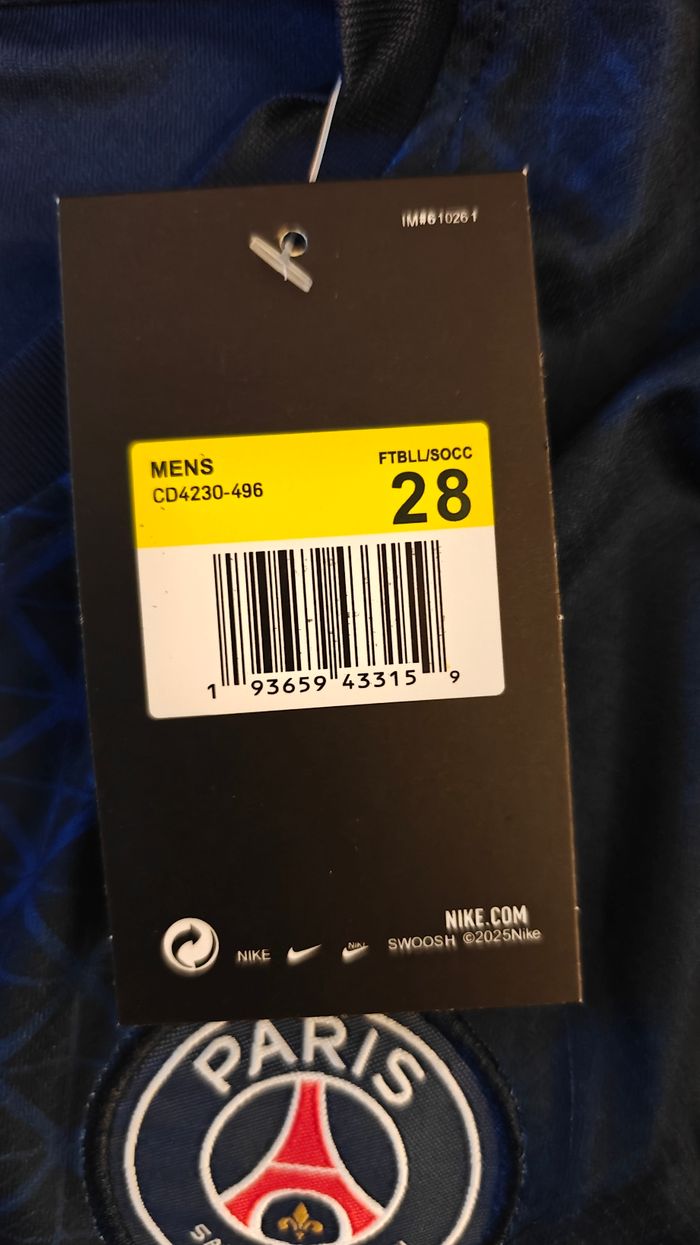 IM#610261
MENS
FTBLL/SOCC
CD4230-496
28
1 93659 43315 9
NIKE.COM
NIKE SWOOSH ©2025Nike
PARIS